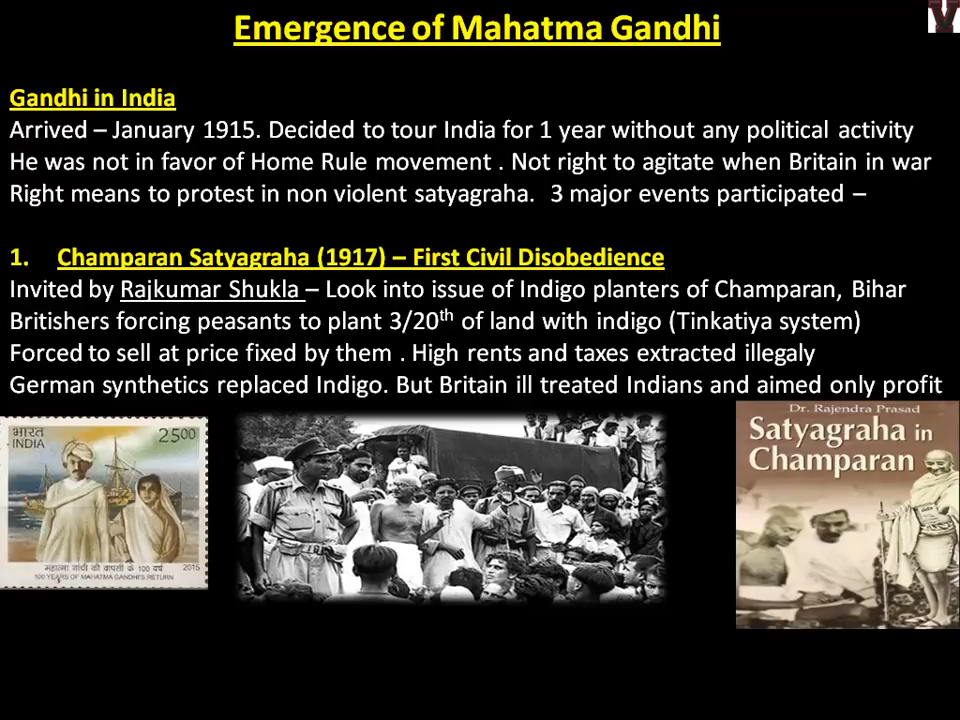 Emergence of Mahatma Gandhi
Gandhi in India
Arrived – January 1915. Decided to tour India for 1 year without any political activity
He was not in favor of Home Rule movement . Not right to agitate when Britain in war
Right means to protest in non violent satyagraha.  3 major events participated –
1. Champaran Satyagraha (1917) – First Civil Disobedience
Invited by Rajkumar Shukla – Look into issue of Indigo planters of Champaran, Bihar
Britishers forcing peasants to plant 3/20th of land with indigo (Tinkatiya system)
Forced to sell at price fixed by them . High rents and taxes extracted illegaly
German synthetics replaced Indigo. But Britain ill treated Indians and aimed only profit
भारत
INDIA
2500
महात्मा गांधी की वापसी के 100 वर्ष
2015
100 YEARS OF MAHATMA GANDHI'S RETURN
Dr. Rajendra Prasad
Satyagraha in
Champaran